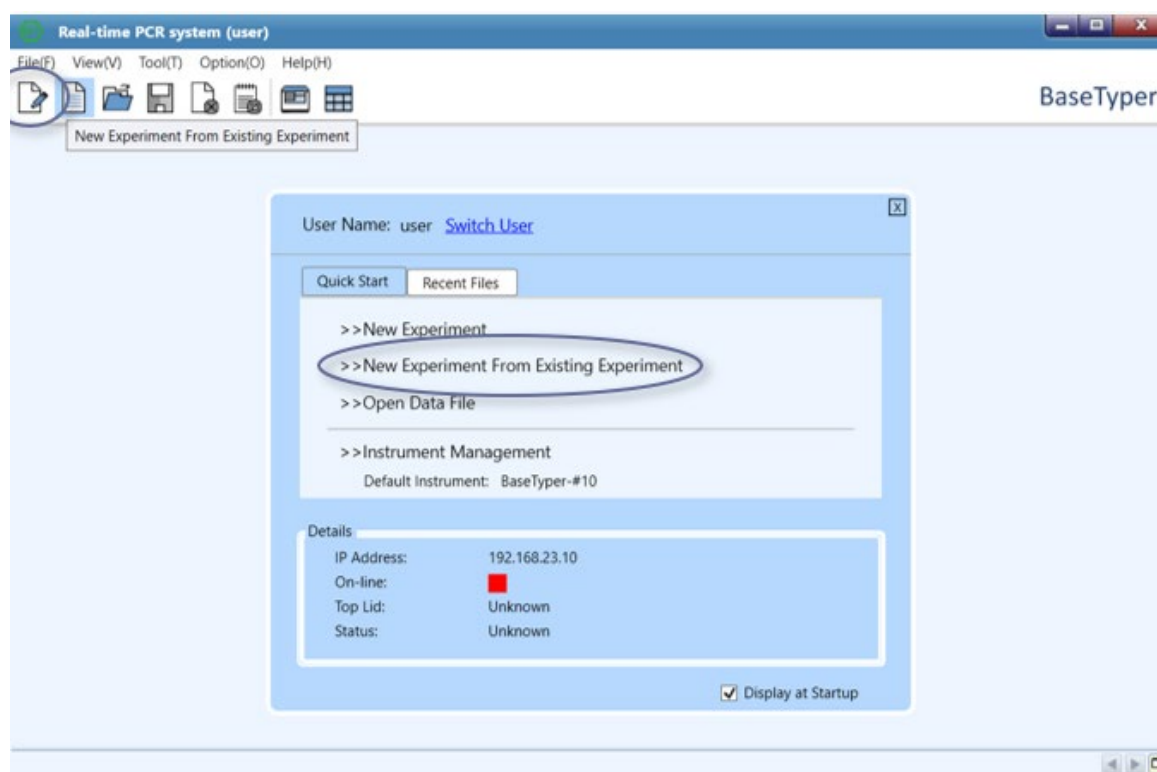 Real-time PCR system (user)
File(F) View(V) Tool(T) Option(O) Help(H)
BaseTyper
New Experiment From Existing Experiment
X
User Name: user Switch User
Quick Start Recent Files
>>New Experiment
>>New Experiment From Existing Experiment
>>Open Data File
>>Instrument Management
Default Instrument: BaseTyper-#10
Details
IP Address: 192.168.23.10
On-line:
Top Lid: Unknown
Status: Unknown
Display at Startup